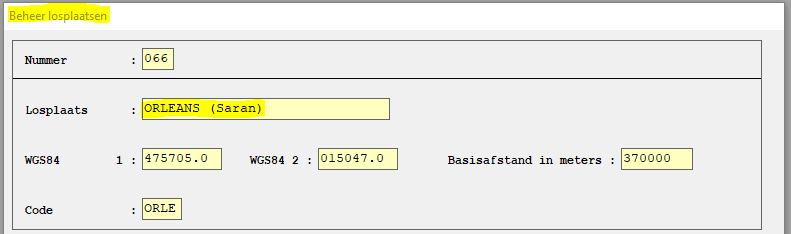 Beheer losplaatsen
Nummer : 066
Losplaats : ORLEANS (Saran)
WGS84 1 : 475705.0 WGS84 2 : 015047.0 Basisafstand in meters : 370000
Code : ORLE